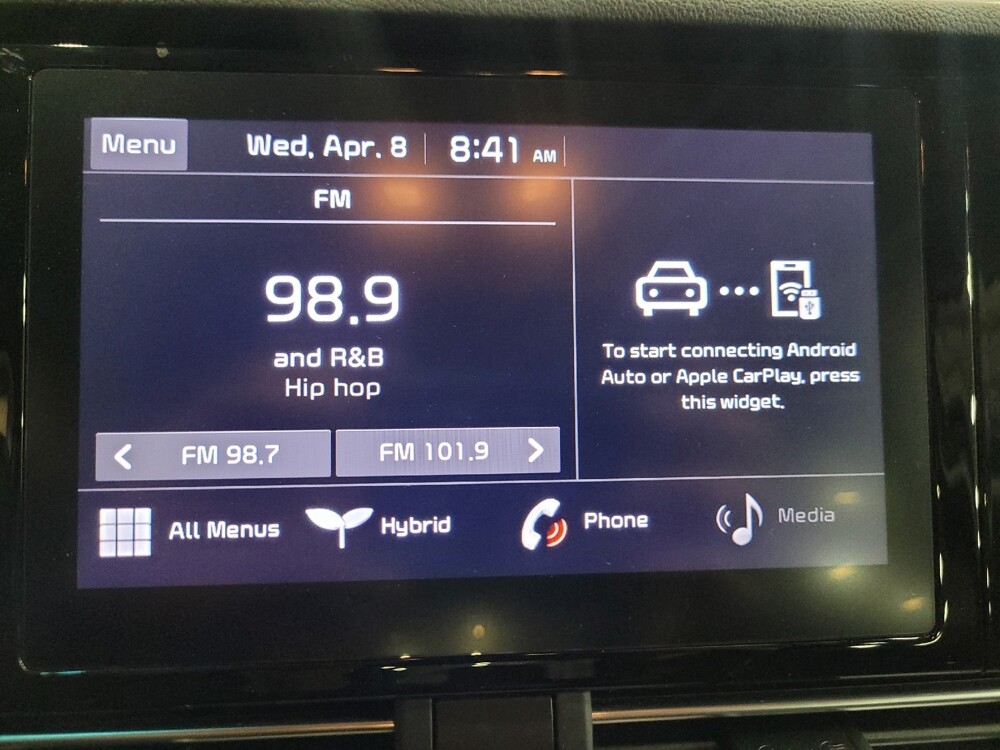 Menu
Wed, Apr. 8
8:41 AM
FM
98.9
and R&B
Hip hop
FM 98.7
FM 101.9
To start connecting Android
Auto or Apple CarPlay, press
this widget.
All Menus
Hybrid
Phone
Media